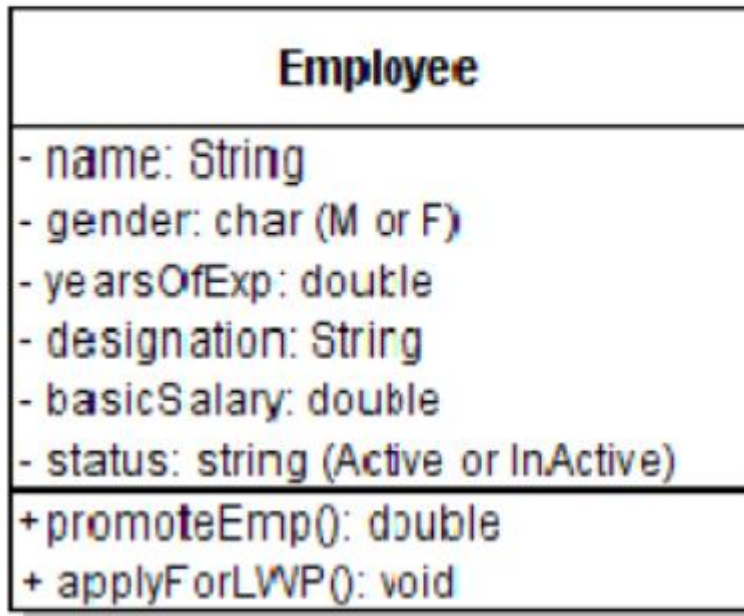 Employee
- name: String
- gender: char (M or F)
- yearsOfExp: double
- designation: String
- basicSalary: double
- status: string (Active or InActive)
+promoteEmp(): double
+ applyForLWP(): void